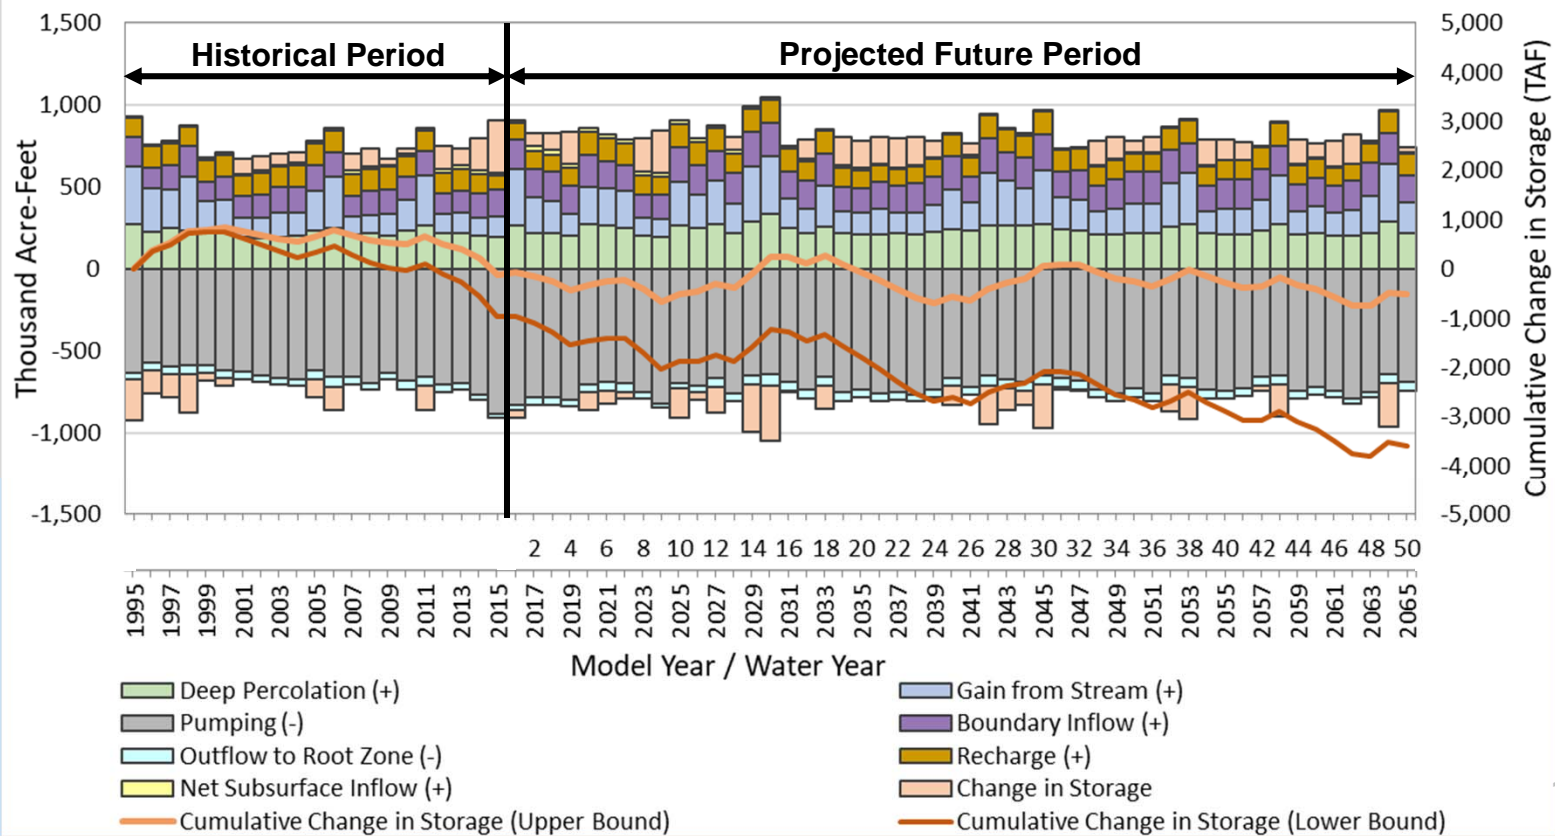 1,500
1,000
500
0
-500
-1,000
-1,500
Thousand Acre-Feet
Historical Period
Projected Future Period
5,000
4,000
3,000
2,000
1,000
0
-1,000
-2,000
-3,000
-4,000
-5,000
Cumulative Change in Storage (TAF)
2 4 6 8 10 12 14 16 18 20 22 24 26 28 30 32 34 36 38 40 42 44 46 48 50
1995 1997 1999 2001 2003 2005 2007 2009 2011 2013 2015 2017 2019 2021 2023 2025 2027 2029 2031 2033 2035 2037 2039 2041 2043 2045 2047 2049 2051 2053 2055 2057 2059 2061 2063 2065
Model Year / Water Year
Deep Percolation (+)
Gain from Stream (+)
Pumping (-)
Boundary Inflow (+)
Outflow to Root Zone (-)
Recharge (+)
Net Subsurface Inflow (+)
Change in Storage
Cumulative Change in Storage (Upper Bound)
Cumulative Change in Storage (Lower Bound)